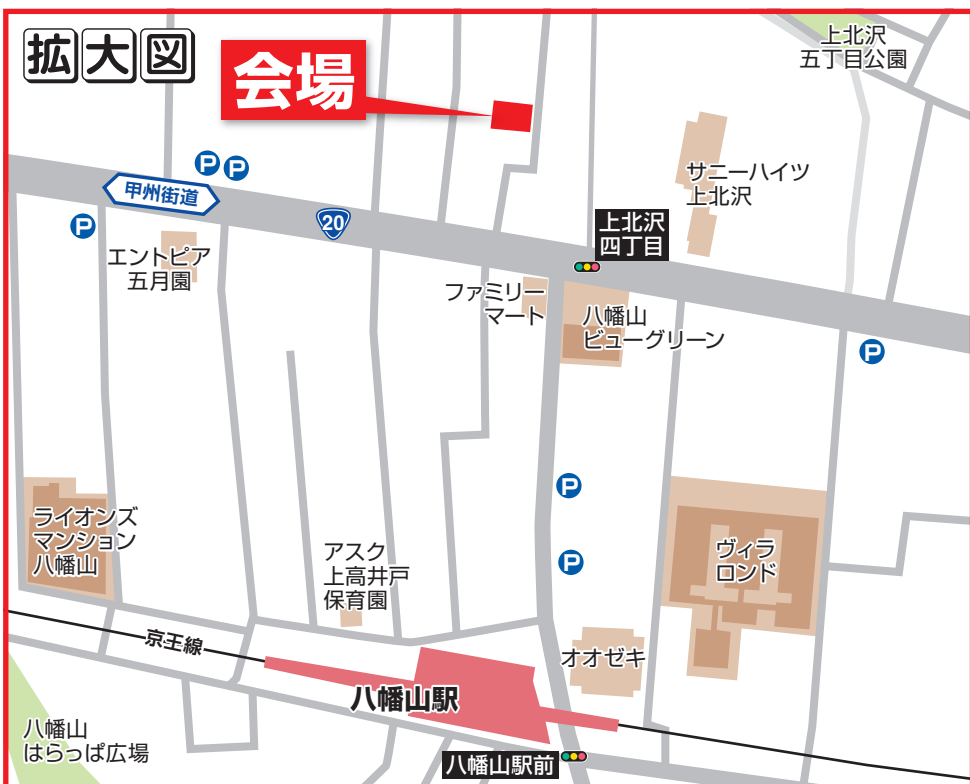 拡大図
会場
上北沢
五丁目公園
P P
甲州街道
20
P
サニーハイツ
上北沢
上北沢
四丁目
エントピア
五月園
ファミリー
マート
八幡山
ビューグリーン
P
P
ライオンズ
マンション
八幡山
アスク
上高井戸
保育園
P
ヴィラ
ロンド
京王線
オオゼキ
八幡山駅
八幡山
はらっぱ広場
八幡山駅前